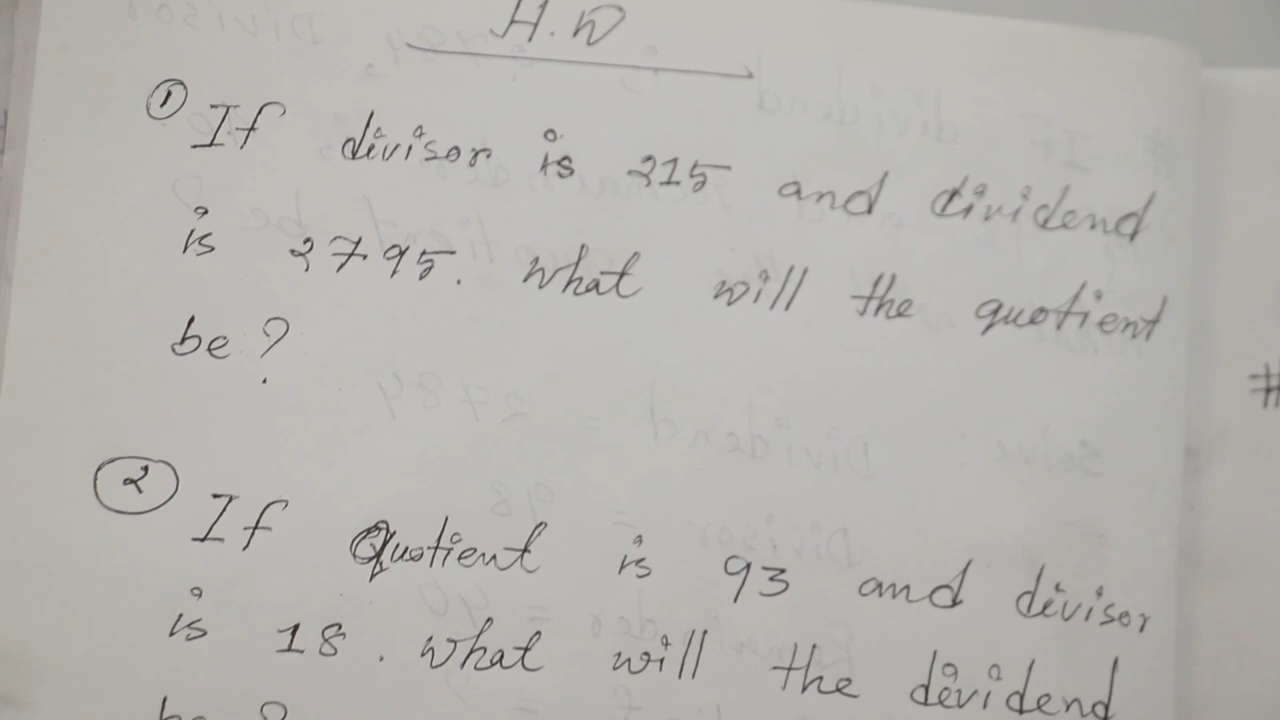 H.W
① If divisor is 215 and dividend
is 2795. What will the quotient
be?
② If Quotient is 93 and divisor
is 18. What will the dividend
be?
#